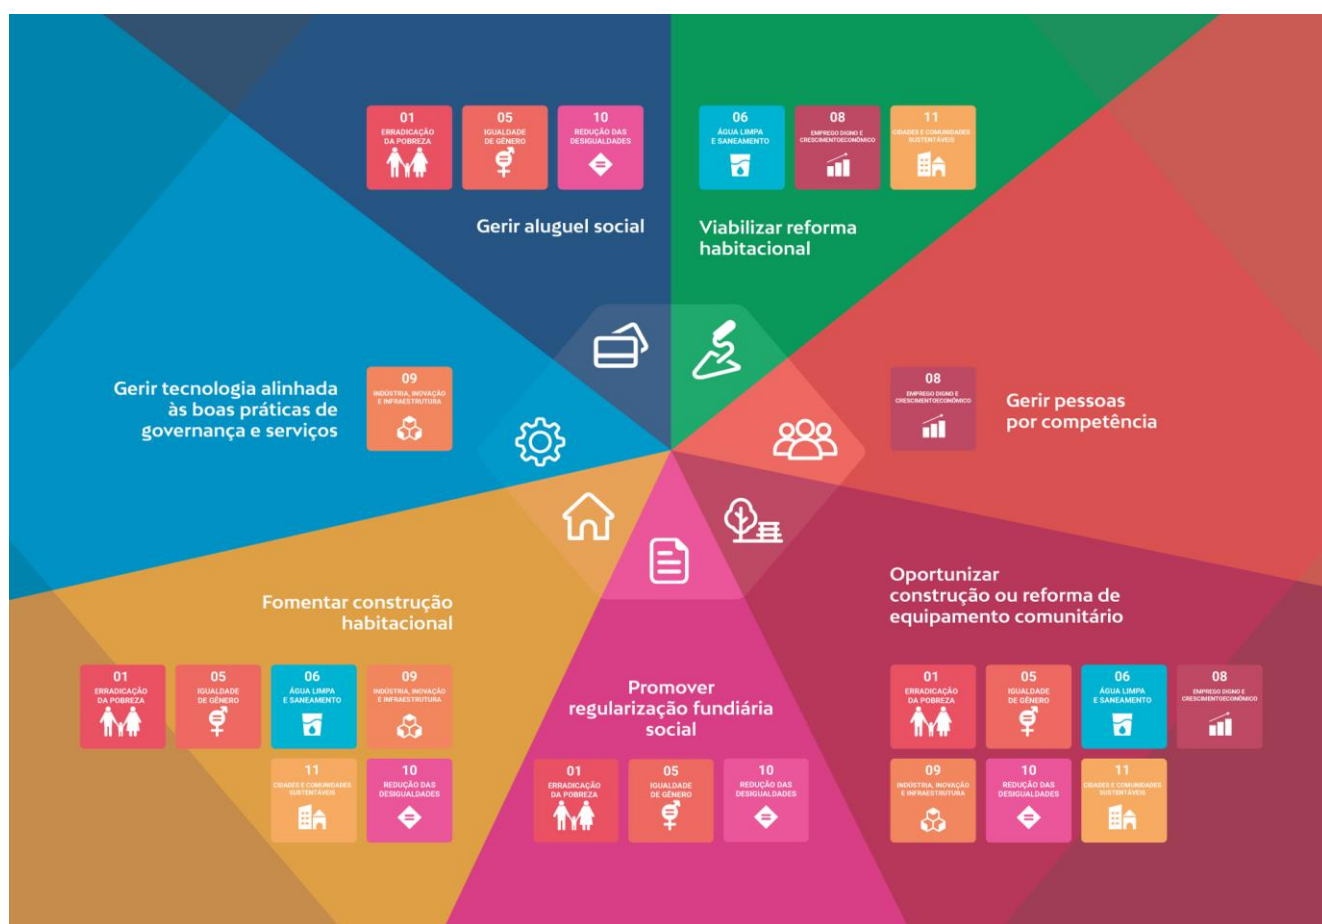 01
ERRADICAÇÃO
DA POBREZA
05
IGUALDADE
DE GÊNERO
10
REDUÇÃO DAS
DESIGUALDADES
Gerir aluguel social
06
ÁGUA LIMPA
E SANEAMENTO
08
EMPREGO DIGNO E
CRESCIMENTOECONÔMICO
11
CIDADES E COMUNIDADES
SUSTENTÁVEIS
Viabilizar reforma
habitacional
Gerir tecnologia alinhada
às boas práticas de
governança e serviços
09
INDÚSTRIA, INOVAÇÃO
E INFRAESTRUTURA
08
EMPREGO DIGNO E
CRESCIMENTOECONÔMICO
Gerir pessoas
por competência
Fomentar construção
habitacional
01
ERRADICAÇÃO
DA POBREZA
05
IGUALDADE
DE GÊNERO
06
ÁGUA LIMPA
E SANEAMENTO
09
INDÚSTRIA, INOVAÇÃO
E INFRAESTRUTURA
11
CIDADES E COMUNIDADES
SUSTENTÁVEIS
10
REDUÇÃO DAS
DESIGUALDADES
Promover
regularização fundiária
social
01
ERRADICAÇÃO
DA POBREZA
05
IGUALDADE
DE GÊNERO
10
REDUÇÃO DAS
DESIGUALDADES
Oportunizar
construção ou reforma de
equipamento comunitário
01
ERRADICAÇÃO
DA POBREZA
05
IGUALDADE
DE GÊNERO
06
ÁGUA LIMPA
E SANEAMENTO
08
EMPREGO DIGNO E
CRESCIMENTOECONÔMICO
09
INDÚSTRIA, INOVAÇÃO
E INFRAESTRUTURA
10
REDUÇÃO DAS
DESIGUALDADES
11
CIDADES E COMUNIDADES
SUSTENTÁVEIS